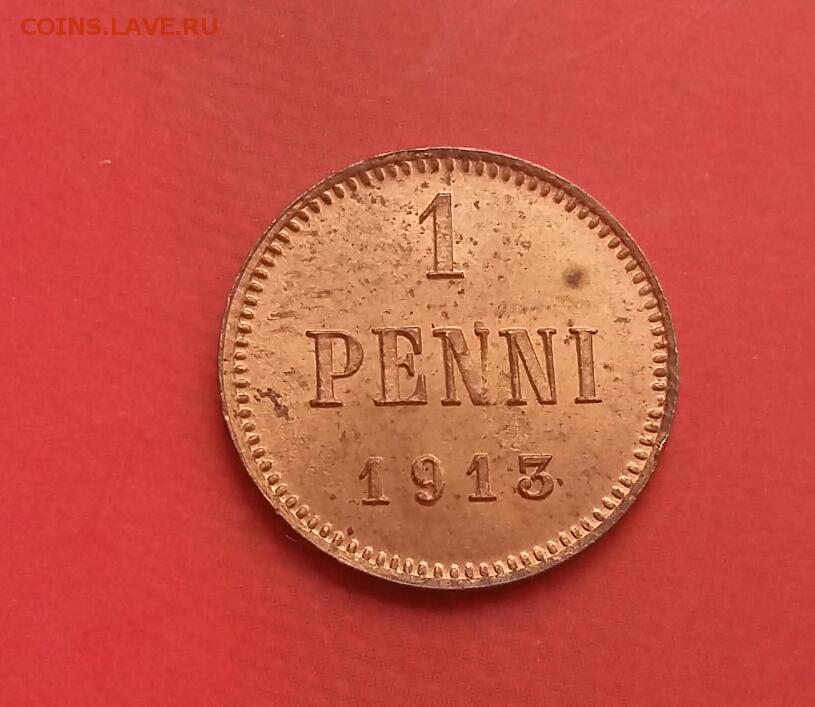 COINS.LAVE.RU
1
PENNI
1913